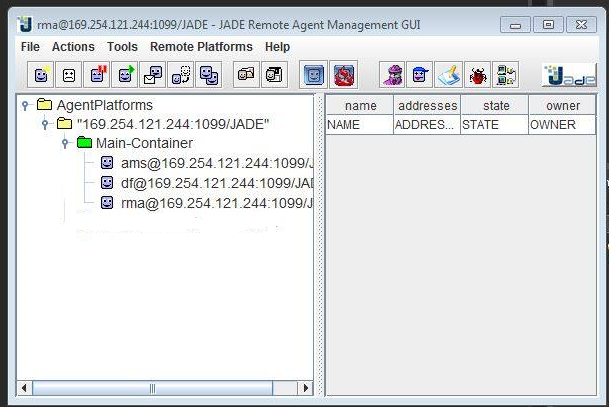 rma@169.254.121.244:1099/JADE - JADE Remote Agent Management GUI
File Actions Tools Remote Platforms Help
Jade
AgentPlatforms
"169.254.121.244:1099/JADE"
Main-Container
ams@169.254.121.244:1099/J
df@169.254.121.244:1099/JA
rma@169.254.121.244:1099/J
name addresses state owner
NAME ADDRES... STATE OWNER